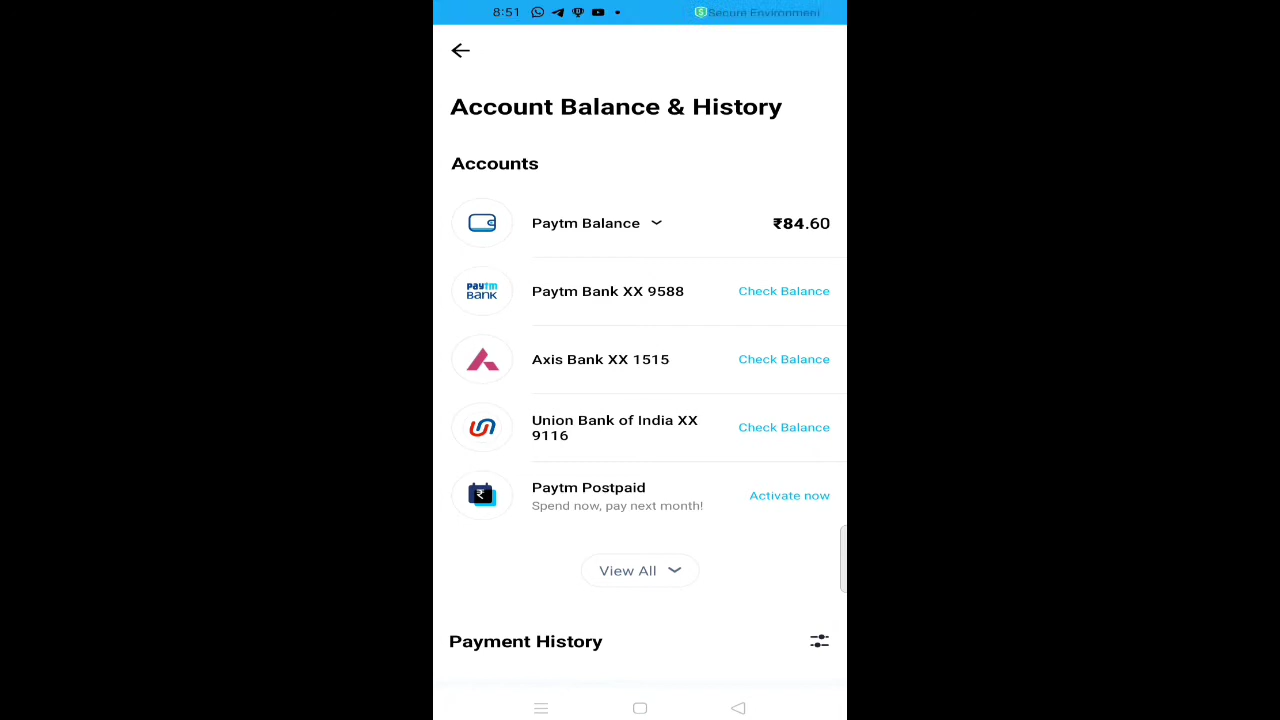 8:51
Secure Environment
Account Balance & History
Accounts
Paytm Balance ₹84.60
paytm
BANK
Paytm Bank XX 9588 Check Balance
Axis Bank XX 1515 Check Balance
Union Bank of India XX
9116
Check Balance
₹
Paytm Postpaid
Spend now, pay next month!
Activate now
View All
Payment History